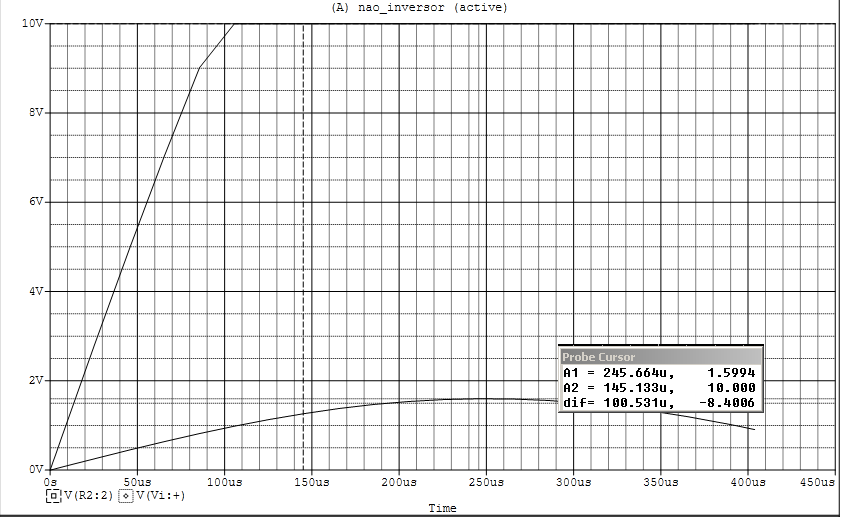 (A) nao_inversor (active)
10V
8V
6V
4V
2V
0V
Probe Cursor
A1 = 245.664u, 1.5994
A2 = 145.133u, 10.000
dif= 100.531u, -8.4006
0s 50us 100us 150us 200us 250us 300us 350us 400us 450us
V(R2:2) V(Vi:+)
Time